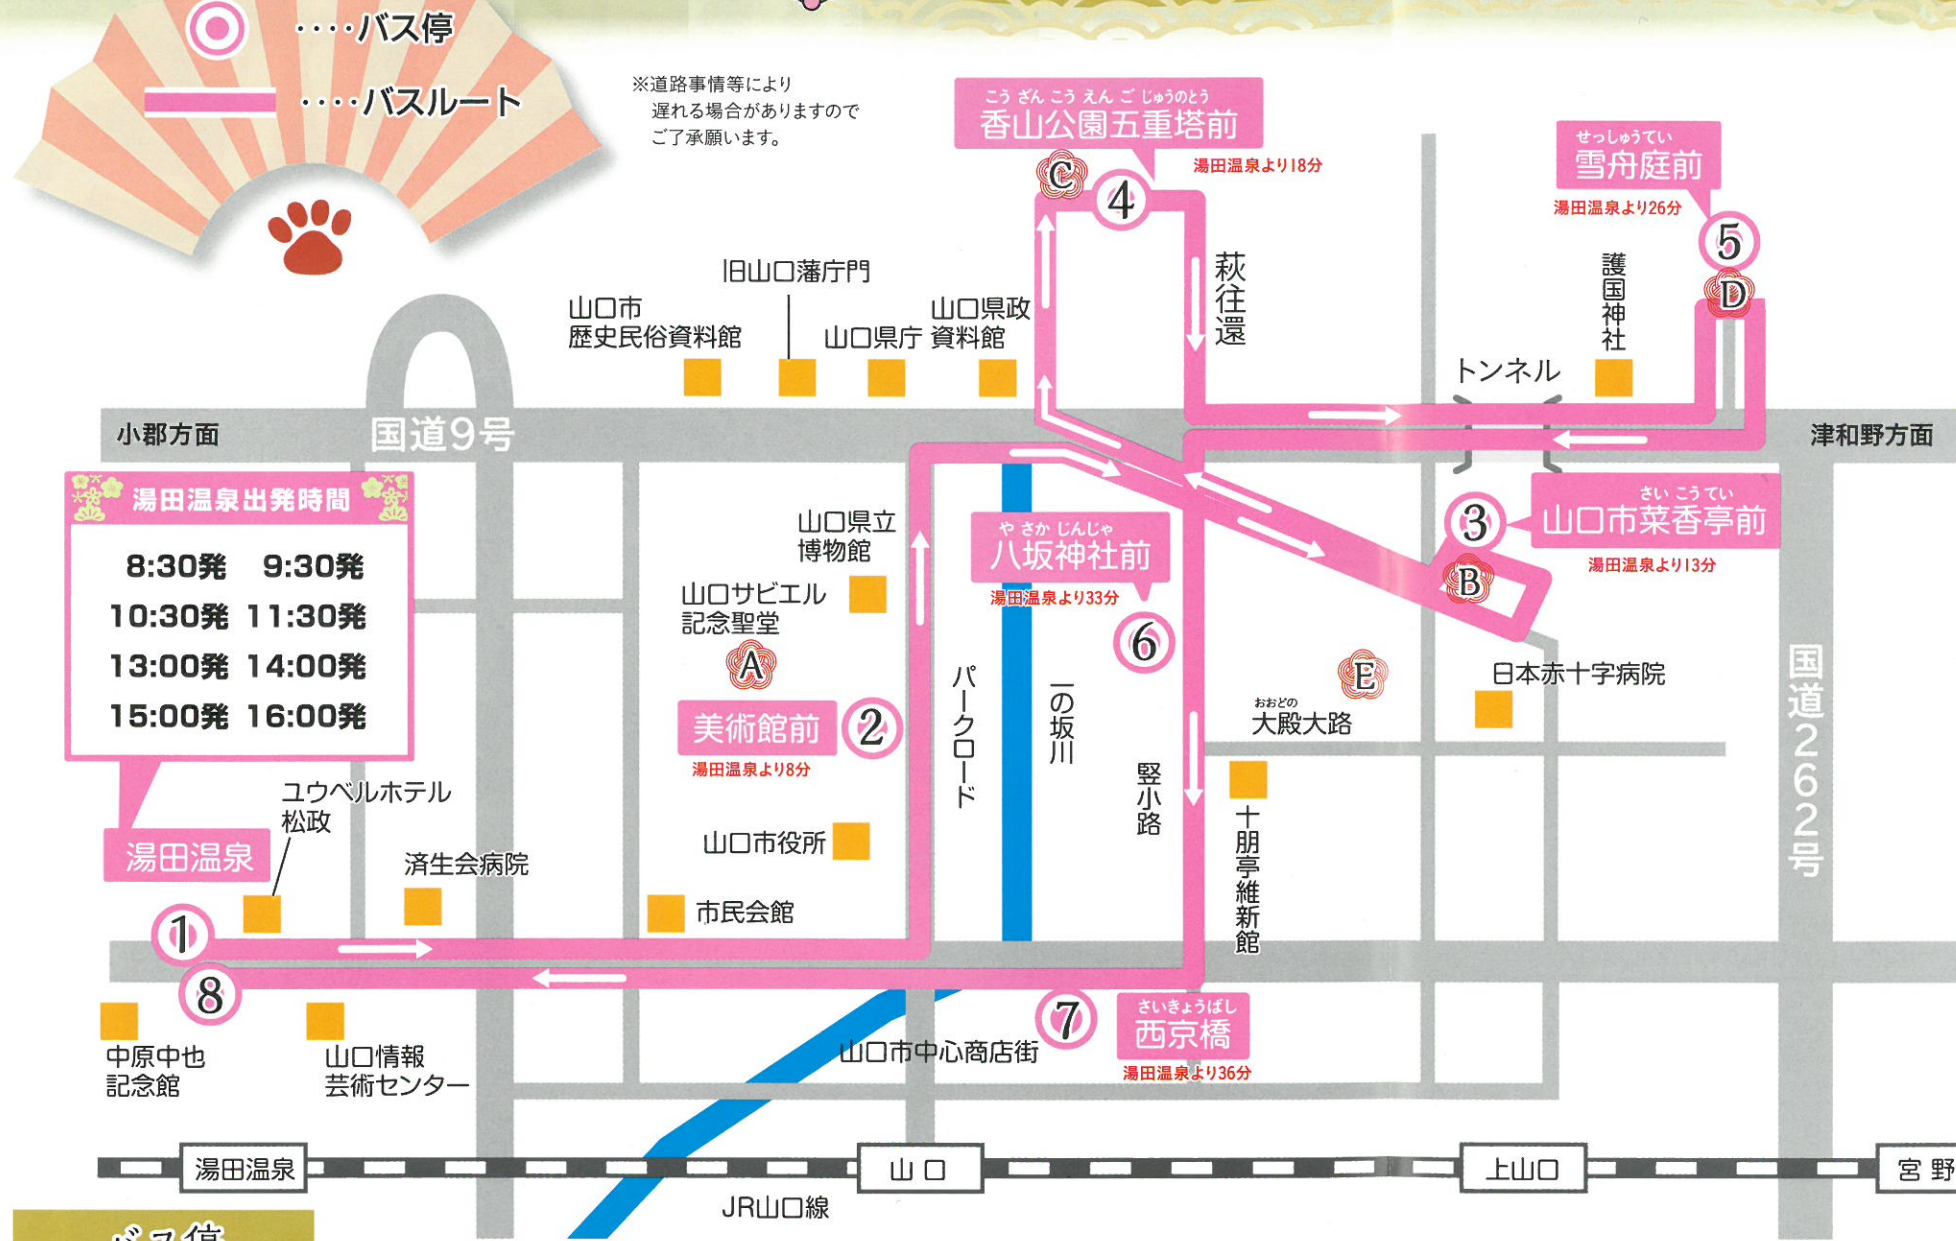 ････バス停
････バスルート
※道路事情等により
遅れる場合がありますので
ご了承願います。
こうざんこうえんごじゅうのとう
香山公園五重塔前
湯田温泉より18分
C
4
せっしゅうてい
雪舟庭前
湯田温泉より26分
5
D
護国神社
萩往還
旧山口藩庁門
山口市
歴史民俗資料館
山口県庁
山口県政
資料館
トンネル
小郡方面
国道9号
津和野方面
湯田温泉出発時間
8:30発 9:30発
10:30発 11:30発
13:00発 14:00発
15:00発 16:00発
湯田温泉
山口県立
博物館
山口サビエル
記念聖堂
A
美術館前
2
湯田温泉より8分
パークロード
一の坂川
やさかじんじゃ
八坂神社前
湯田温泉より33分
6
3
さいこうてい
山口市菜香亭前
湯田温泉より13分
B
E
おおどの
大殿大路
日本赤十字病院
国道262号
竪小路
十朋亭維新館
ユウベルホテル
松政
済生会病院
山口市役所
市民会館
1
8
中原中也
記念館
山口情報
芸術センター
山口市中心商店街
7
さいきょうばし
西京橋
湯田温泉より36分
湯田温泉
山口
上山口
宮野
JR山口線
バス停